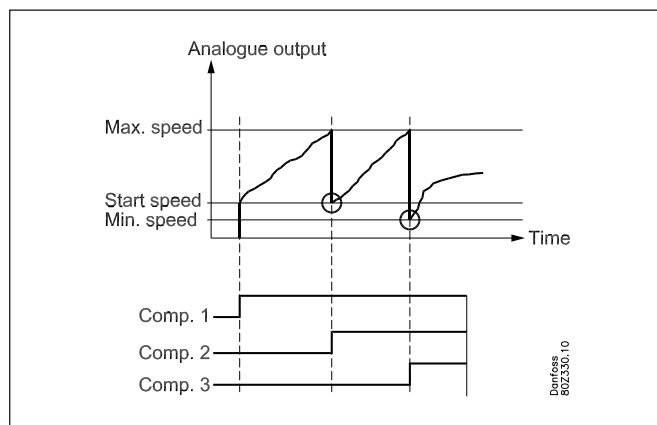 Analogue output
Max. speed
Start speed
Min. speed
Time
Comp. 1
Comp. 2
Comp. 3
Danfoss
80Z330.10